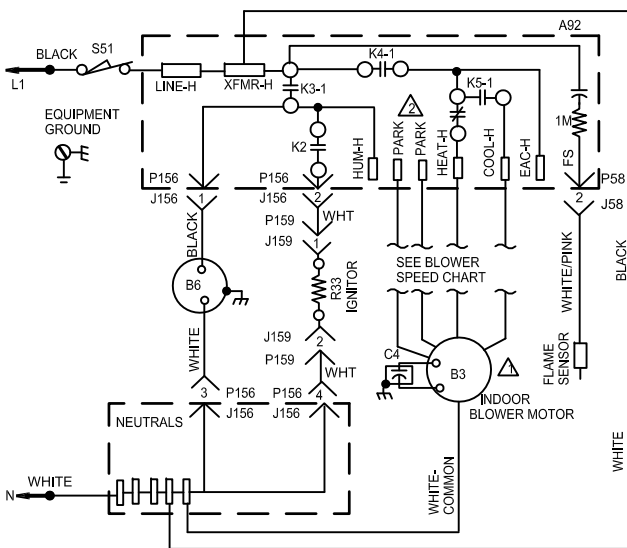 A92
BLACK
S51
L1
LINE-H
XFMR-H
K4-1
K3-1
K5-1
EQUIPMENT
GROUND
2
K2
HUM-H
PARK
PARK
HEAT-H
COOL-H
EAC-H
1M
FS
P156
J156
1
P156
J156
2
P58
2
J58
P159
WHT
J159
1
BLACK
B6
R33
IGNITOR
SEE BLOWER
SPEED CHART
WHITE/PINK
BLACK
WHITE
J159
2
P159
WHT
C4
B3
1
INDOOR
BLOWER MOTOR
FLAME
SENSOR
3
P156
J156
P156
4
J156
NEUTRALS
WHITE
N
WHITE-
COMMON
WHITE